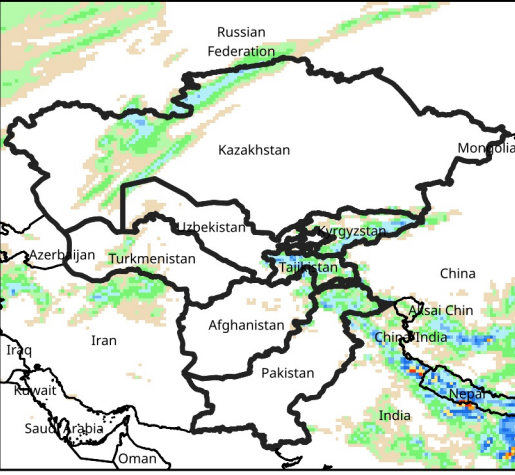 Russian
Federation
Kazakhstan
Mongolia
Uzbekistan
Kyrgyzstan
Azerbaijan
Turkmenistan
Tajikistan
China
Aksai Chin
Afghanistan
Iran
China/India
Iraq
Pakistan
Kuwait
Nepal
India
Saudi Arabia
Oman